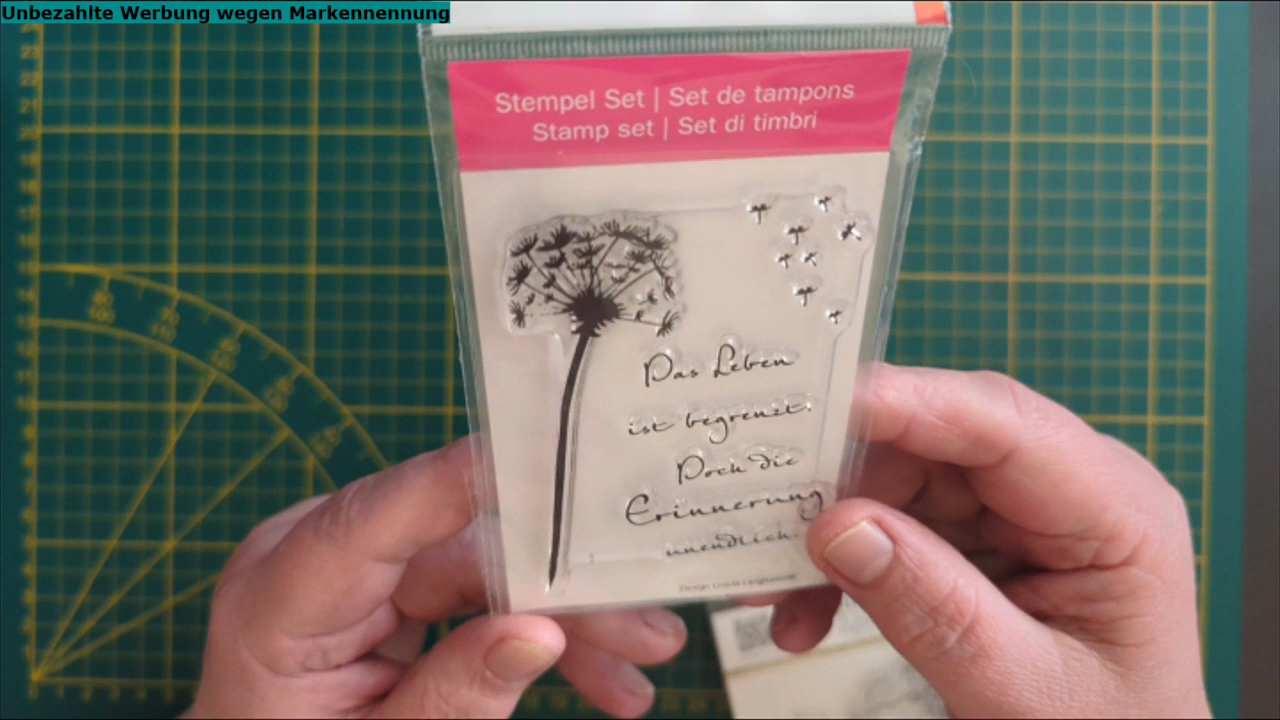 Unbezahlte Werbung wegen Markennennung
Stempel Set | Set de tampons
Stamp set | Set di timbri
Das Leben
ist begrenzt.
Doch die
Erinnerung
unendlich.